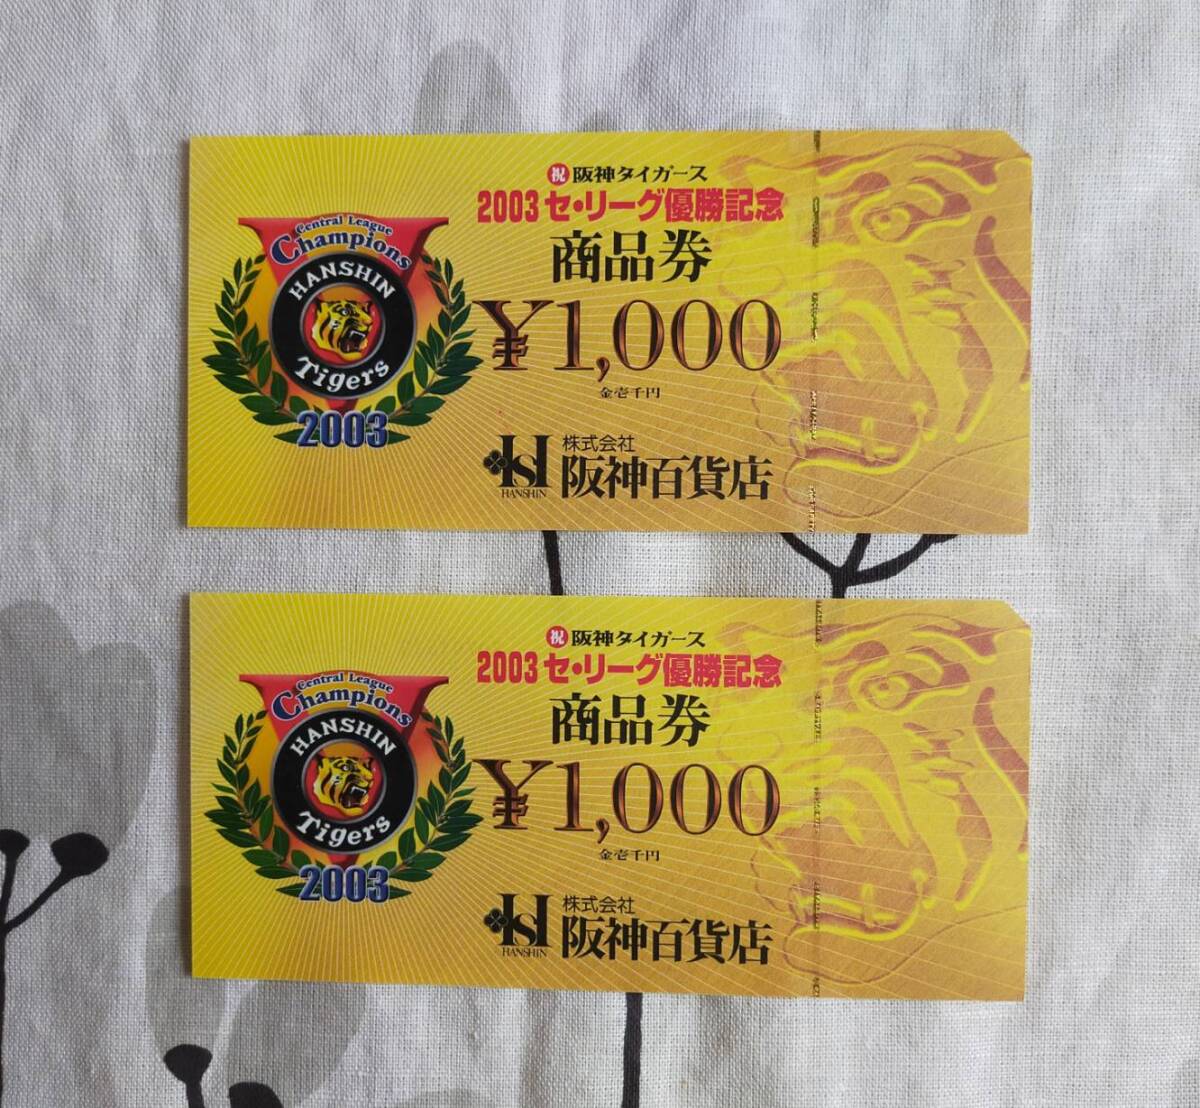 Central League
Champions
HANSHIN
Tigers
2003
祝 阪神タイガース
2003 セ・リーグ優勝記念
商品券
¥1,000
金壱千円
HANSHIN
株式会社
阪神百貨店
Central League
Champions
HANSHIN
Tigers
2003
祝 阪神タイガース
2003 セ・リーグ優勝記念
商品券
¥1,000
金壱千円
HANSHIN
株式会社
阪神百貨店